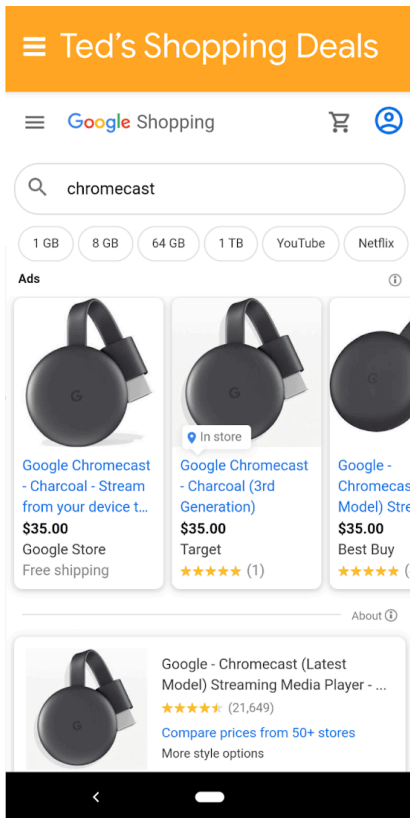 Ted's Shopping Deals
Google Shopping
chromecast
1 GB
8 GB
64 GB
1 TB
YouTube
Netflix
Ads
G
G
G
In store
Google Chromecast
- Charcoal - Stream
from your device t...
$35.00
Google Store
Free shipping
Google Chromecast
- Charcoal (3rd
Generation)
$35.00
Target
(1)
Google -
Chromecas
Model) Stre
$35.00
Best Buy
(
About
G
Google - Chromecast (Latest
Model) Streaming Media Player - ...
(21,649)
Compare prices from 50+ stores
More style options